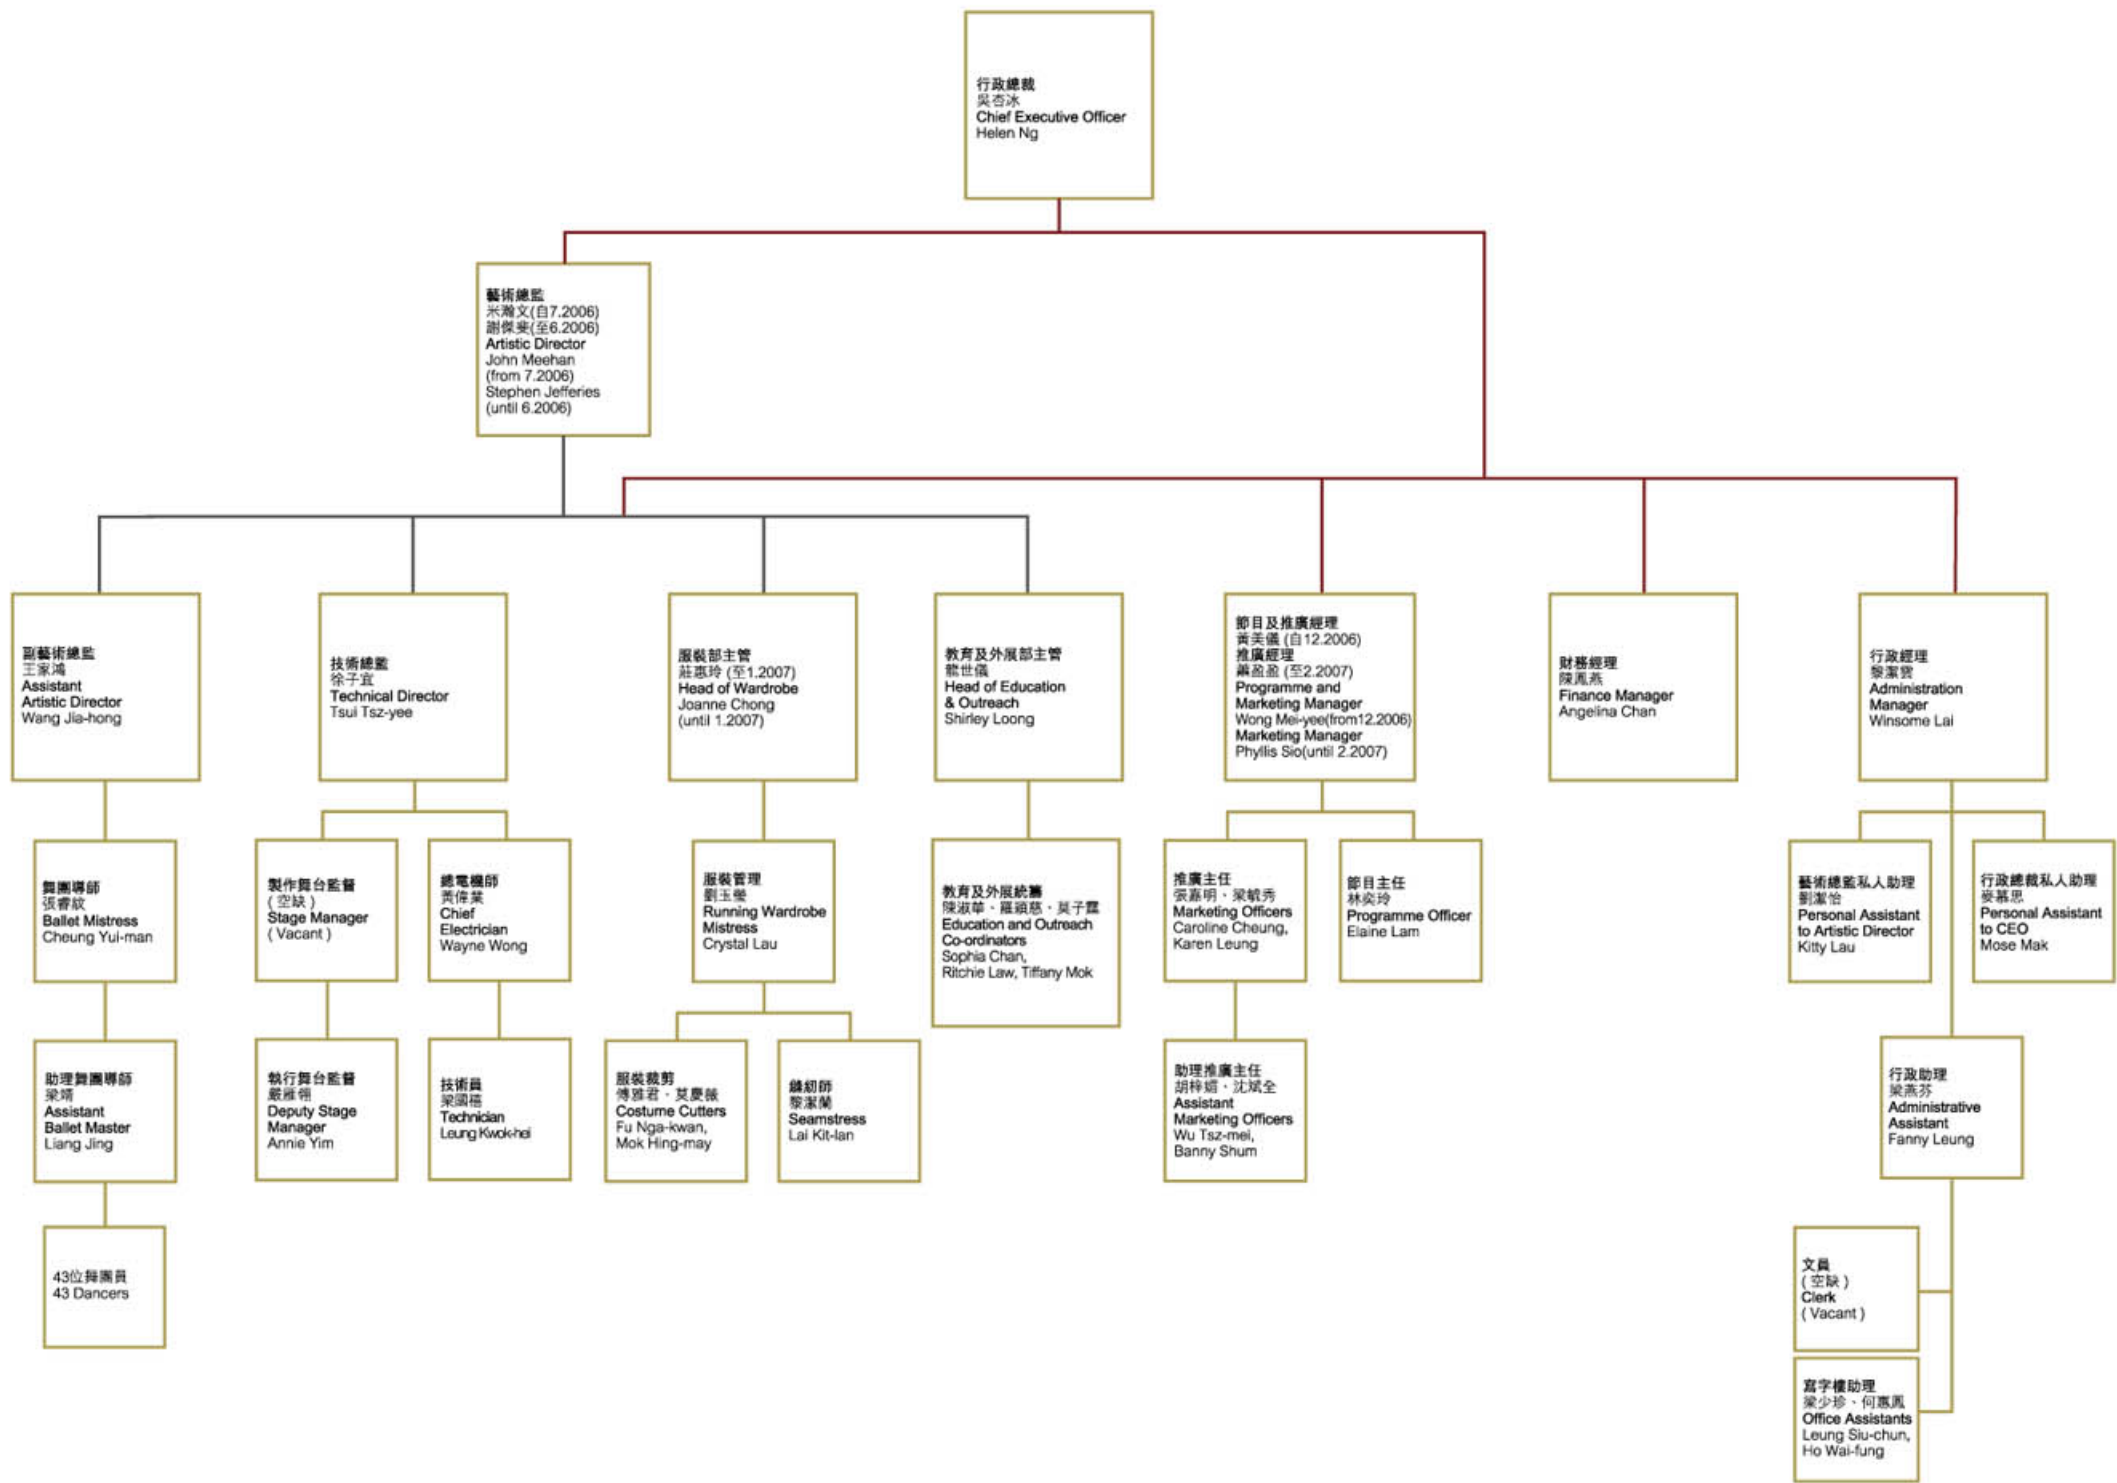 行政總裁
吳杏冰
Chief Executive Officer
Helen Ng
藝術總監
米瀚文(自7.2006)
謝傑斐(至6.2006)
Artistic Director
John Meehan
(from 7.2006)
Stephen Jefferies
(until 6.2006)
副藝術總監
王家鴻
Assistant
Artistic Director
Wang Jia-hong
技術總監
徐子宜
Technical Director
Tsui Tsz-yee
服裝部主管
莊惠玲 (至1.2007)
Head of Wardrobe
Joanne Chong
(until 1.2007)
教育及外展部主管
龍世儀
Head of Education
& Outreach
Shirley Loong
節目及推廣經理
黃美儀 (自12.2006)
推廣經理
蕭盈盈 (至2.2007)
Programme and
Marketing Manager
Wong Mei-yee(from12.2006)
Marketing Manager
Phyllis Sio(until 2.2007)
財務經理
陳鳳燕
Finance Manager
Angelina Chan
行政經理
黎潔雲
Administration
Manager
Winsome Lai
舞團導師
張睿紋
Ballet Mistress
Cheung Yui-man
製作舞台監督
( 空缺 )
Stage Manager
( Vacant )
總電機師
黃偉業
Chief
Electrician
Wayne Wong
服裝管理
劉玉瑩
Running Wardrobe
Mistress
Crystal Lau
教育及外展統籌
陳淑華、羅穎慈、莫子霆
Education and Outreach
Co-ordinators
Sophia Chan,
Ritchie Law, Tiffany Mok
推廣主任
張嘉明、梁毓秀
Marketing Officers
Caroline Cheung,
Karen Leung
節目主任
林奕玲
Programme Officer
Elaine Lam
藝術總監私人助理
劉潔怡
Personal Assistant
to Artistic Director
Kitty Lau
行政總裁私人助理
麥慕思
Personal Assistant
to CEO
Mose Mak
助理舞團導師
梁靖
Assistant
Ballet Master
Liang Jing
執行舞台監督
嚴雁翎
Deputy Stage
Manager
Annie Yim
技術員
梁國禧
Technician
Leung Kwok-hei
服裝裁剪
傅雅君、莫慶薇
Costume Cutters
Fu Nga-kwan,
Mok Hing-may
縫紉師
黎潔蘭
Seamstress
Lai Kit-lan
助理推廣主任
胡梓媚、沈斌全
Assistant
Marketing Officers
Wu Tsz-mei,
Banny Shum
行政助理
梁燕芬
Administrative
Assistant
Fanny Leung
43位舞團員
43 Dancers
文員
( 空缺 )
Clerk
( Vacant )
寫字樓助理
梁少珍、何惠鳳
Office Assistants
Leung Siu-chun,
Ho Wai-fung